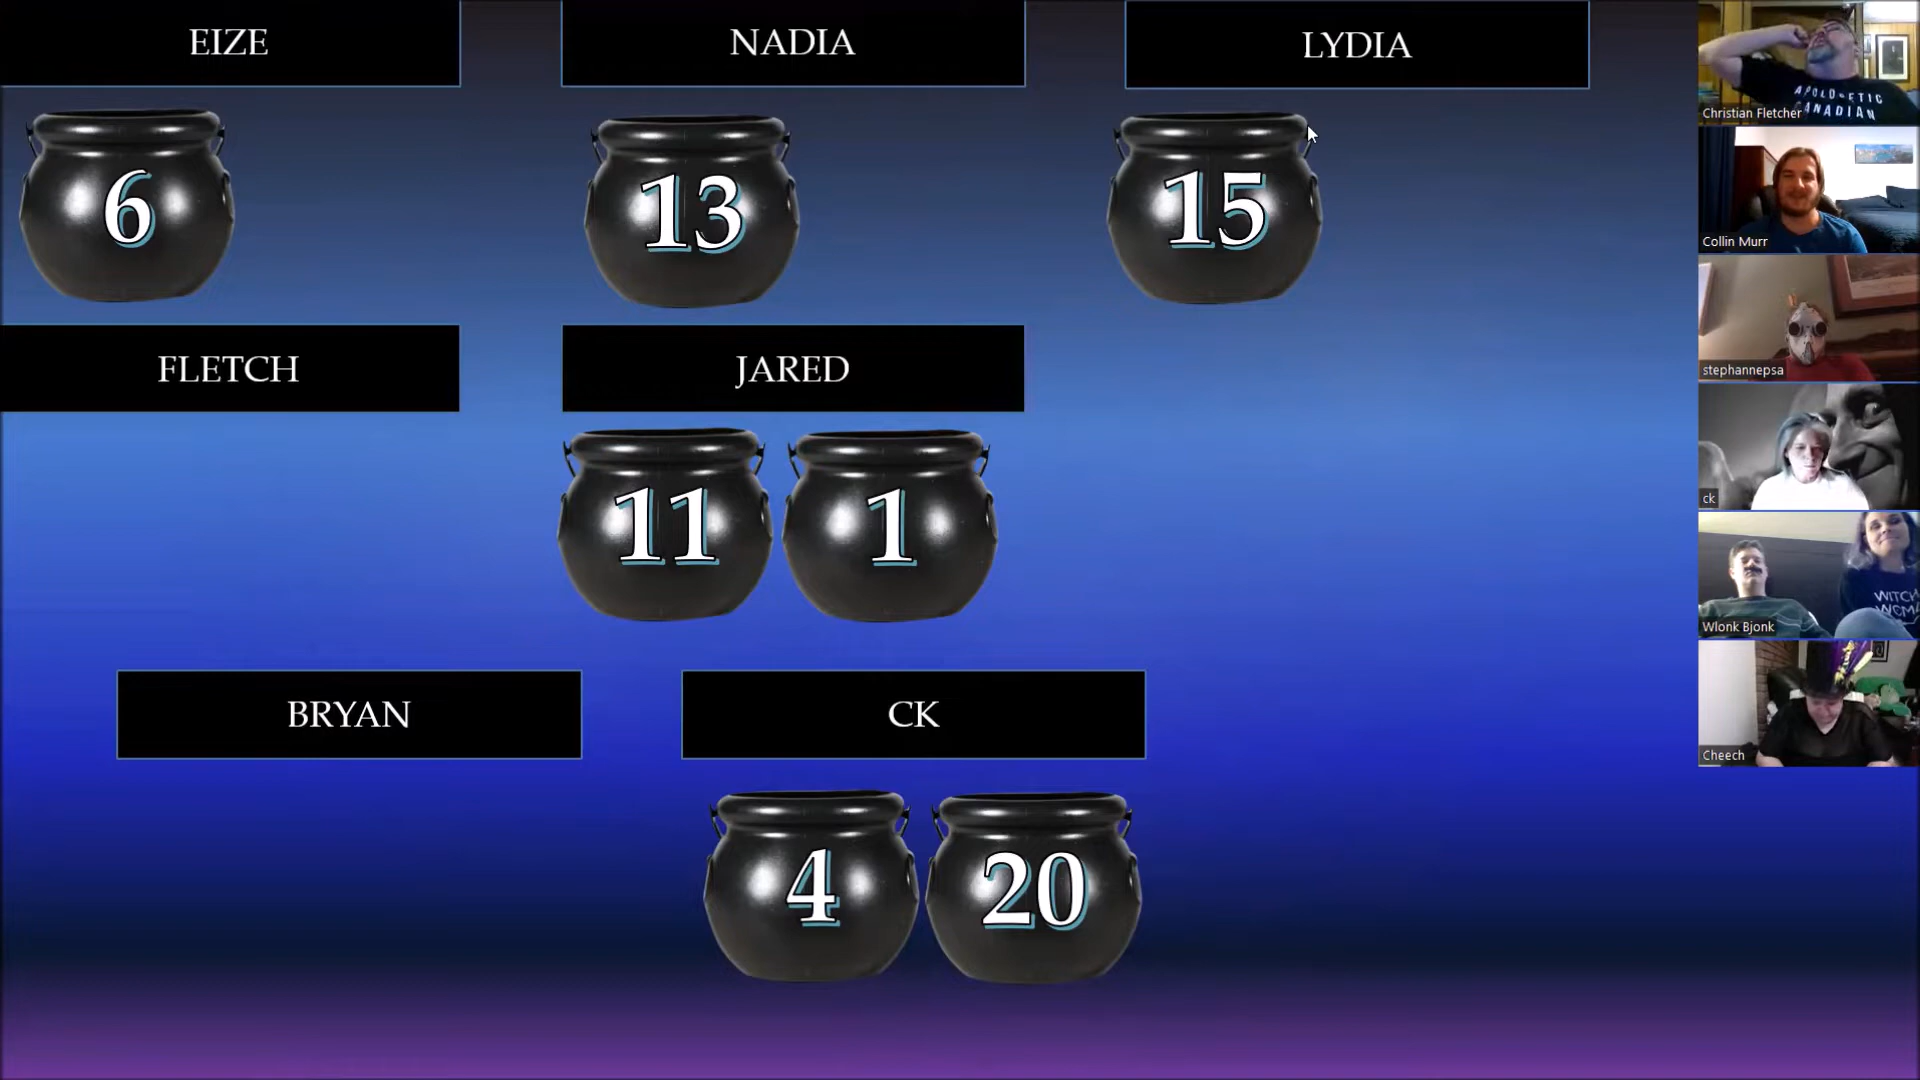 EIZE
NADIA
LYDIA
6
13
15
FLETCH
JARED
11
1
BRYAN
CK
4
20
APOLOGETIC
CANADIAN
Christian Fletcher
Collin Murr
stephannepsa
ck
WITCH
Wlonk Bjonk
Cheech